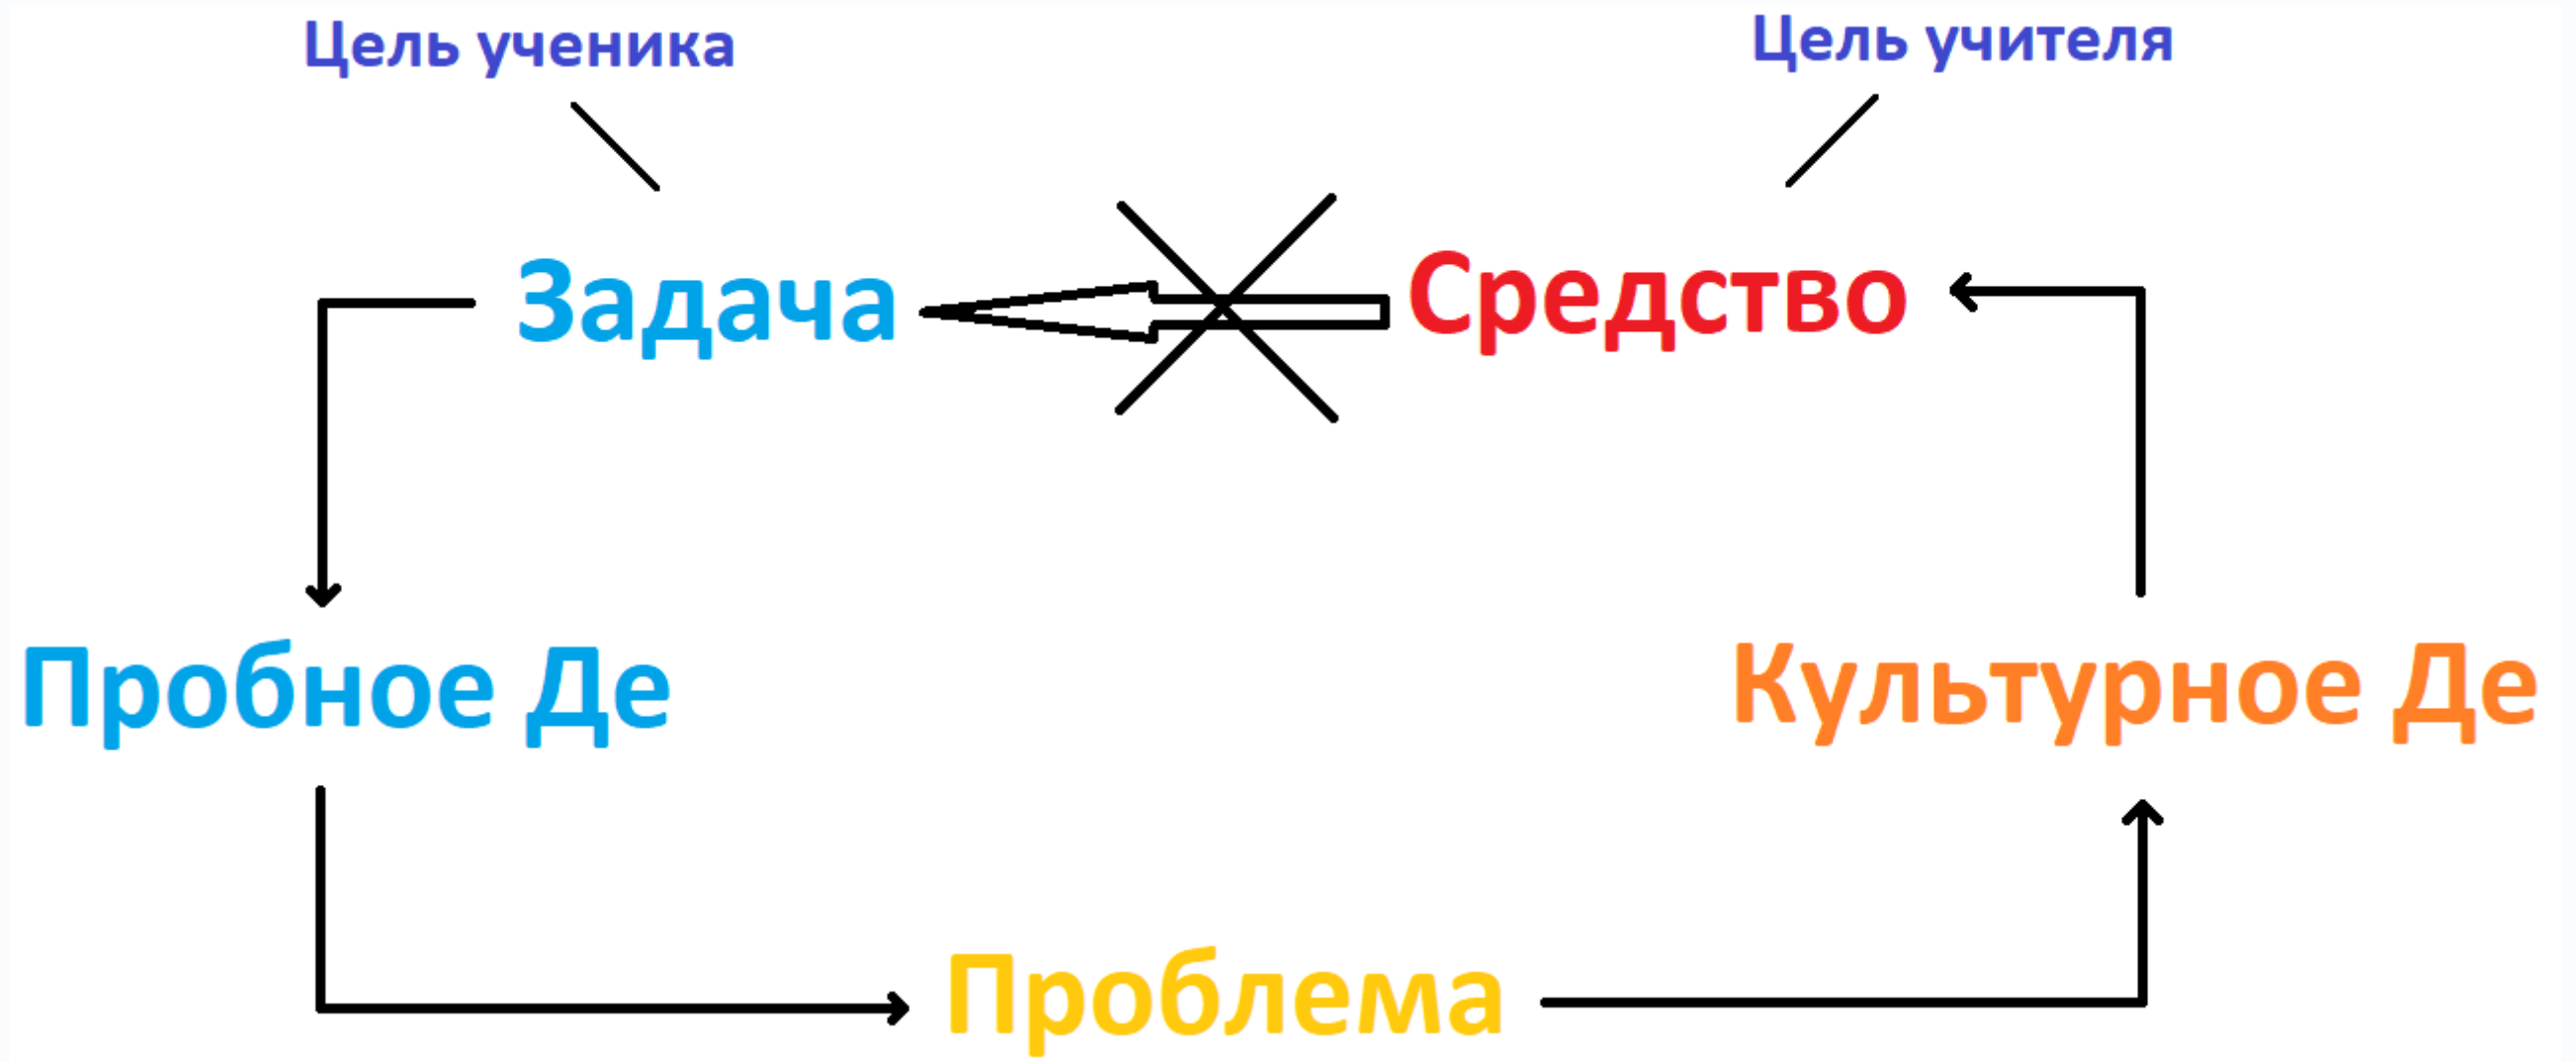 Цель ученика
Цель учителя
Задача
Средство
Пробное Де
Культурное Де
Проблема